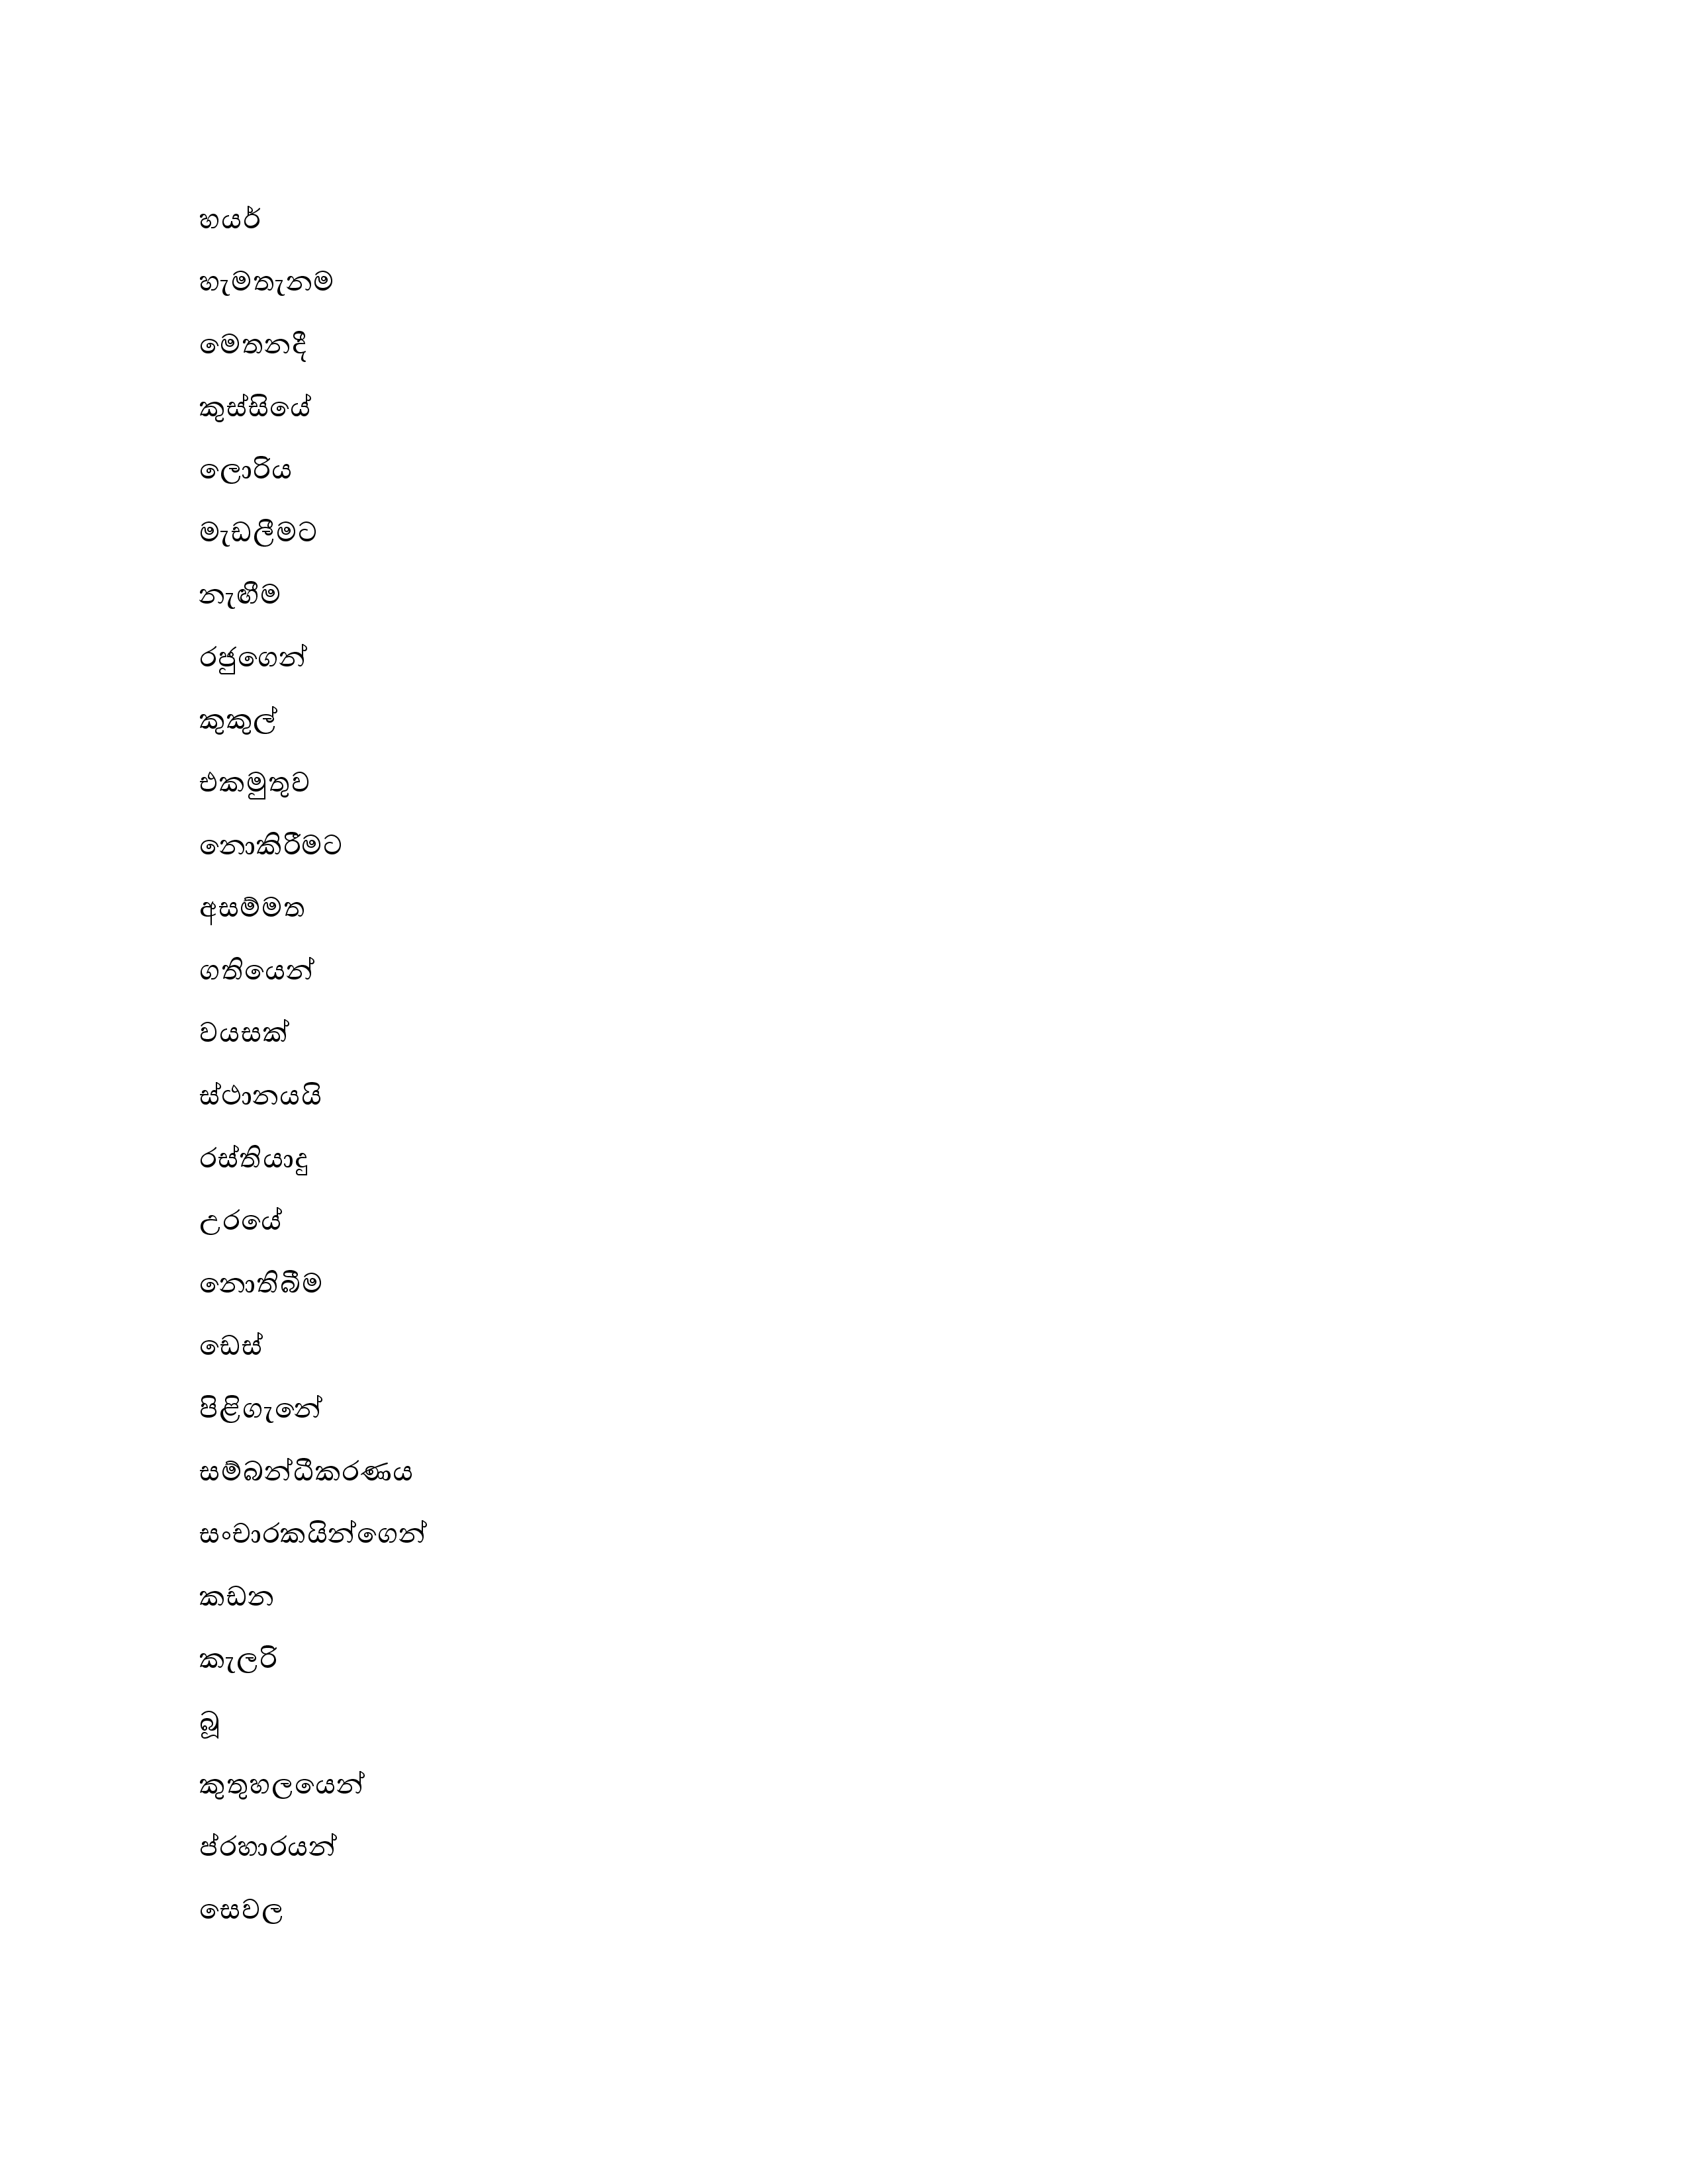 හයර්
හැමතැනම
මෙතනදී
කුස්සියේ
ලොරිය
මැඩලීමට
නැඟීම
රජුගෙන්
කුකුල්
එකමුතුව
නොකිරීමට
අසම්මත
ගතියෙන්
වයසක්
ස්ථානයයි
රස්තියාදු
උරයේ
නොතිබීම
ඩෙස්
පිළිගැනේ
සම්බන්ධීකරණය
සංචාරකයින්ගෙන්
කඩන
කැලරි
බූ
කුතුහලයෙන්
ප්රහාරයන්
සෙවල